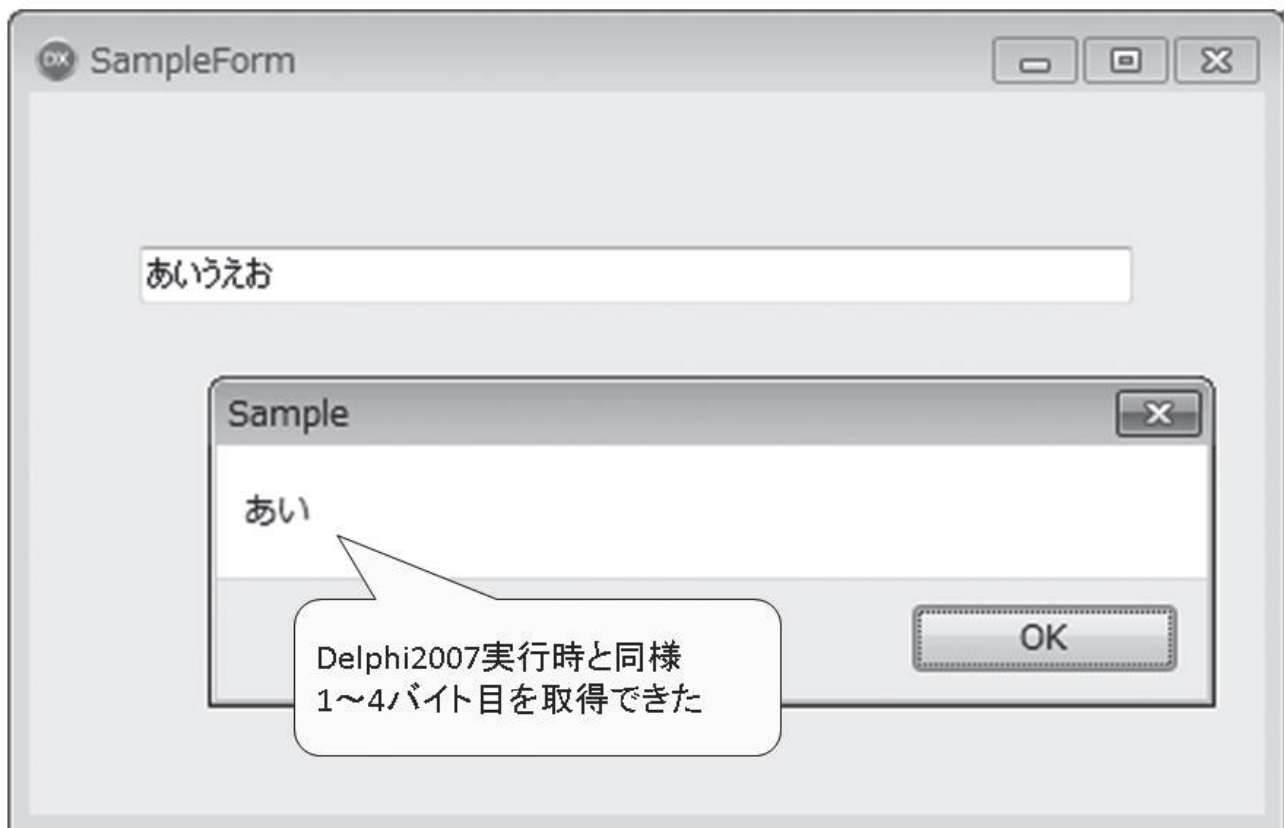 DX SampleForm
あいうえお
Sample
あい
Delphi2007実行時と同様
1～4バイト目を取得できた
OK